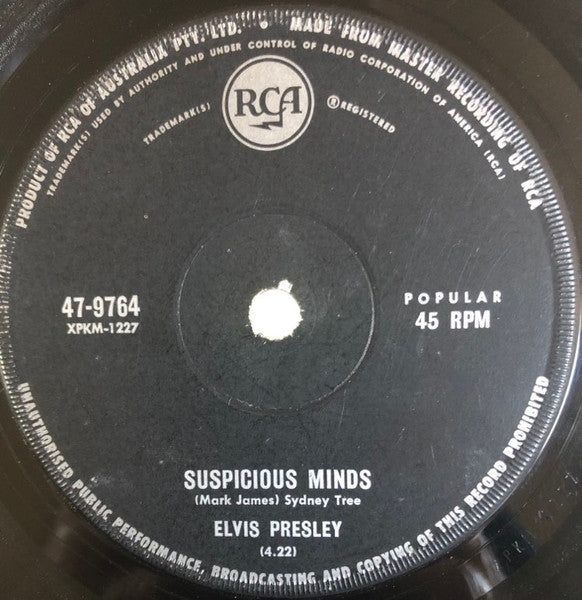 PRODUCT OF RCA OF AUSTRALIA PTY. LTD. • MADE FROM MASTER RECORDING OF RCA
TRADEMARK(S) USED BY AUTHORITY AND UNDER CONTROL OF RADIO CORPORATION OF AMERICA (RCA)
RCA
TRADEMARK(S) ® REGISTERED
47-9764
XPKM-1227
POPULAR
45 RPM
SUSPICIOUS MINDS
(Mark James) Sydney Tree
ELVIS PRESLEY
(4.22)
UNAUTHORISED PUBLIC PERFORMANCE, BROADCASTING AND COPYING OF THIS RECORD PROHIBITED